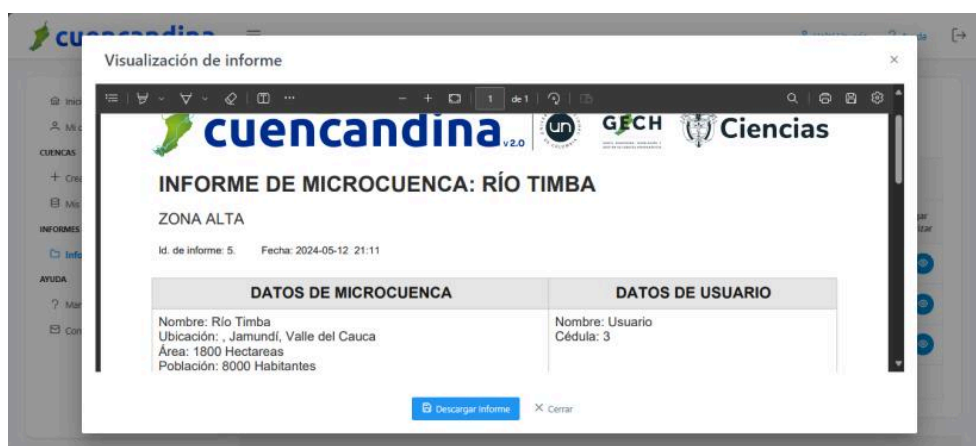 cuencandina
Visualización de informe
Inicio
CUENCAS
INFORMES
AYUDA
1 de 1
cuencandina v2.0
UN
GECH
Ciencias
INFORME DE MICROCUENCA: RÍO TIMBA
ZONA ALTA
Id. de informe: 5. Fecha: 2024-05-12 21:11
DATOS DE MICROCUENCA
DATOS DE USUARIO
Nombre: Río Timba
Ubicación: , Jamundí, Valle del Cauca
Área: 1800 Hectareas
Población: 8000 Habitantes
Nombre: Usuario
Cédula: 3
Descargar Informe
Cerrar